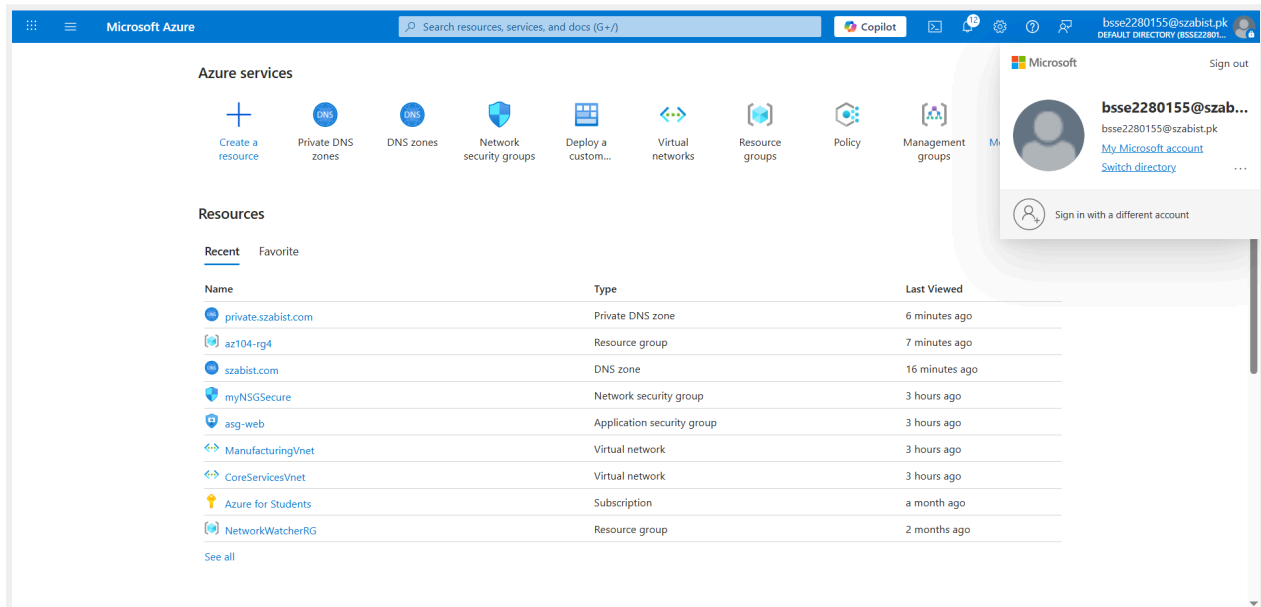 Microsoft Azure
Search resources, services, and docs (G+/)
Copilot
12
bsse2280155@szabist.pk
DEFAULT DIRECTORY (BSSE22801...
Microsoft
Sign out
bsse2280155@szab...
bsse2280155@szabist.pk
My Microsoft account
Switch directory
...
Sign in with a different account
Azure services
Create a resource
DNS
Private DNS zones
DNS
DNS zones
Network security groups
Deploy a custom...
Virtual networks
Resource groups
Policy
Management groups
Resources
Recent Favorite
Name Type Last Viewed
private.szabist.com Private DNS zone 6 minutes ago
az104-rg4 Resource group 7 minutes ago
szabist.com DNS zone 16 minutes ago
myNSGSecure Network security group 3 hours ago
asg-web Application security group 3 hours ago
ManufacturingVnet Virtual network 3 hours ago
CoreServicesVnet Virtual network 3 hours ago
Azure for Students Subscription a month ago
NetworkWatcherRG Resource group 2 months ago
See all